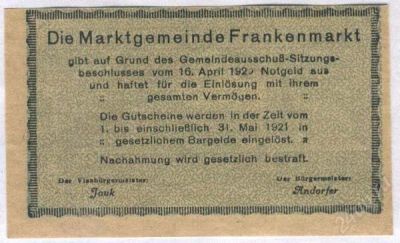 Die Marktgemeinde Frankenmarkt
gibt auf Grund des Gemeindeausschuß-Sitzungs-
beschlusses vom 16. April 1920 Notgeld aus
und haftet für die Einlösung mit ihrem
„ gesamten Vermögen. „
Die Gutscheine werden in der Zeit vom
1. bis einschließlich 31. Mai 1921 in
„ gesetzlichem Bargelde eingelöst. „
Nachahmung wird gesetzlich bestraft.
Der Vizebürgermeister: Der Bürgermeister:
Jauk Andorfer